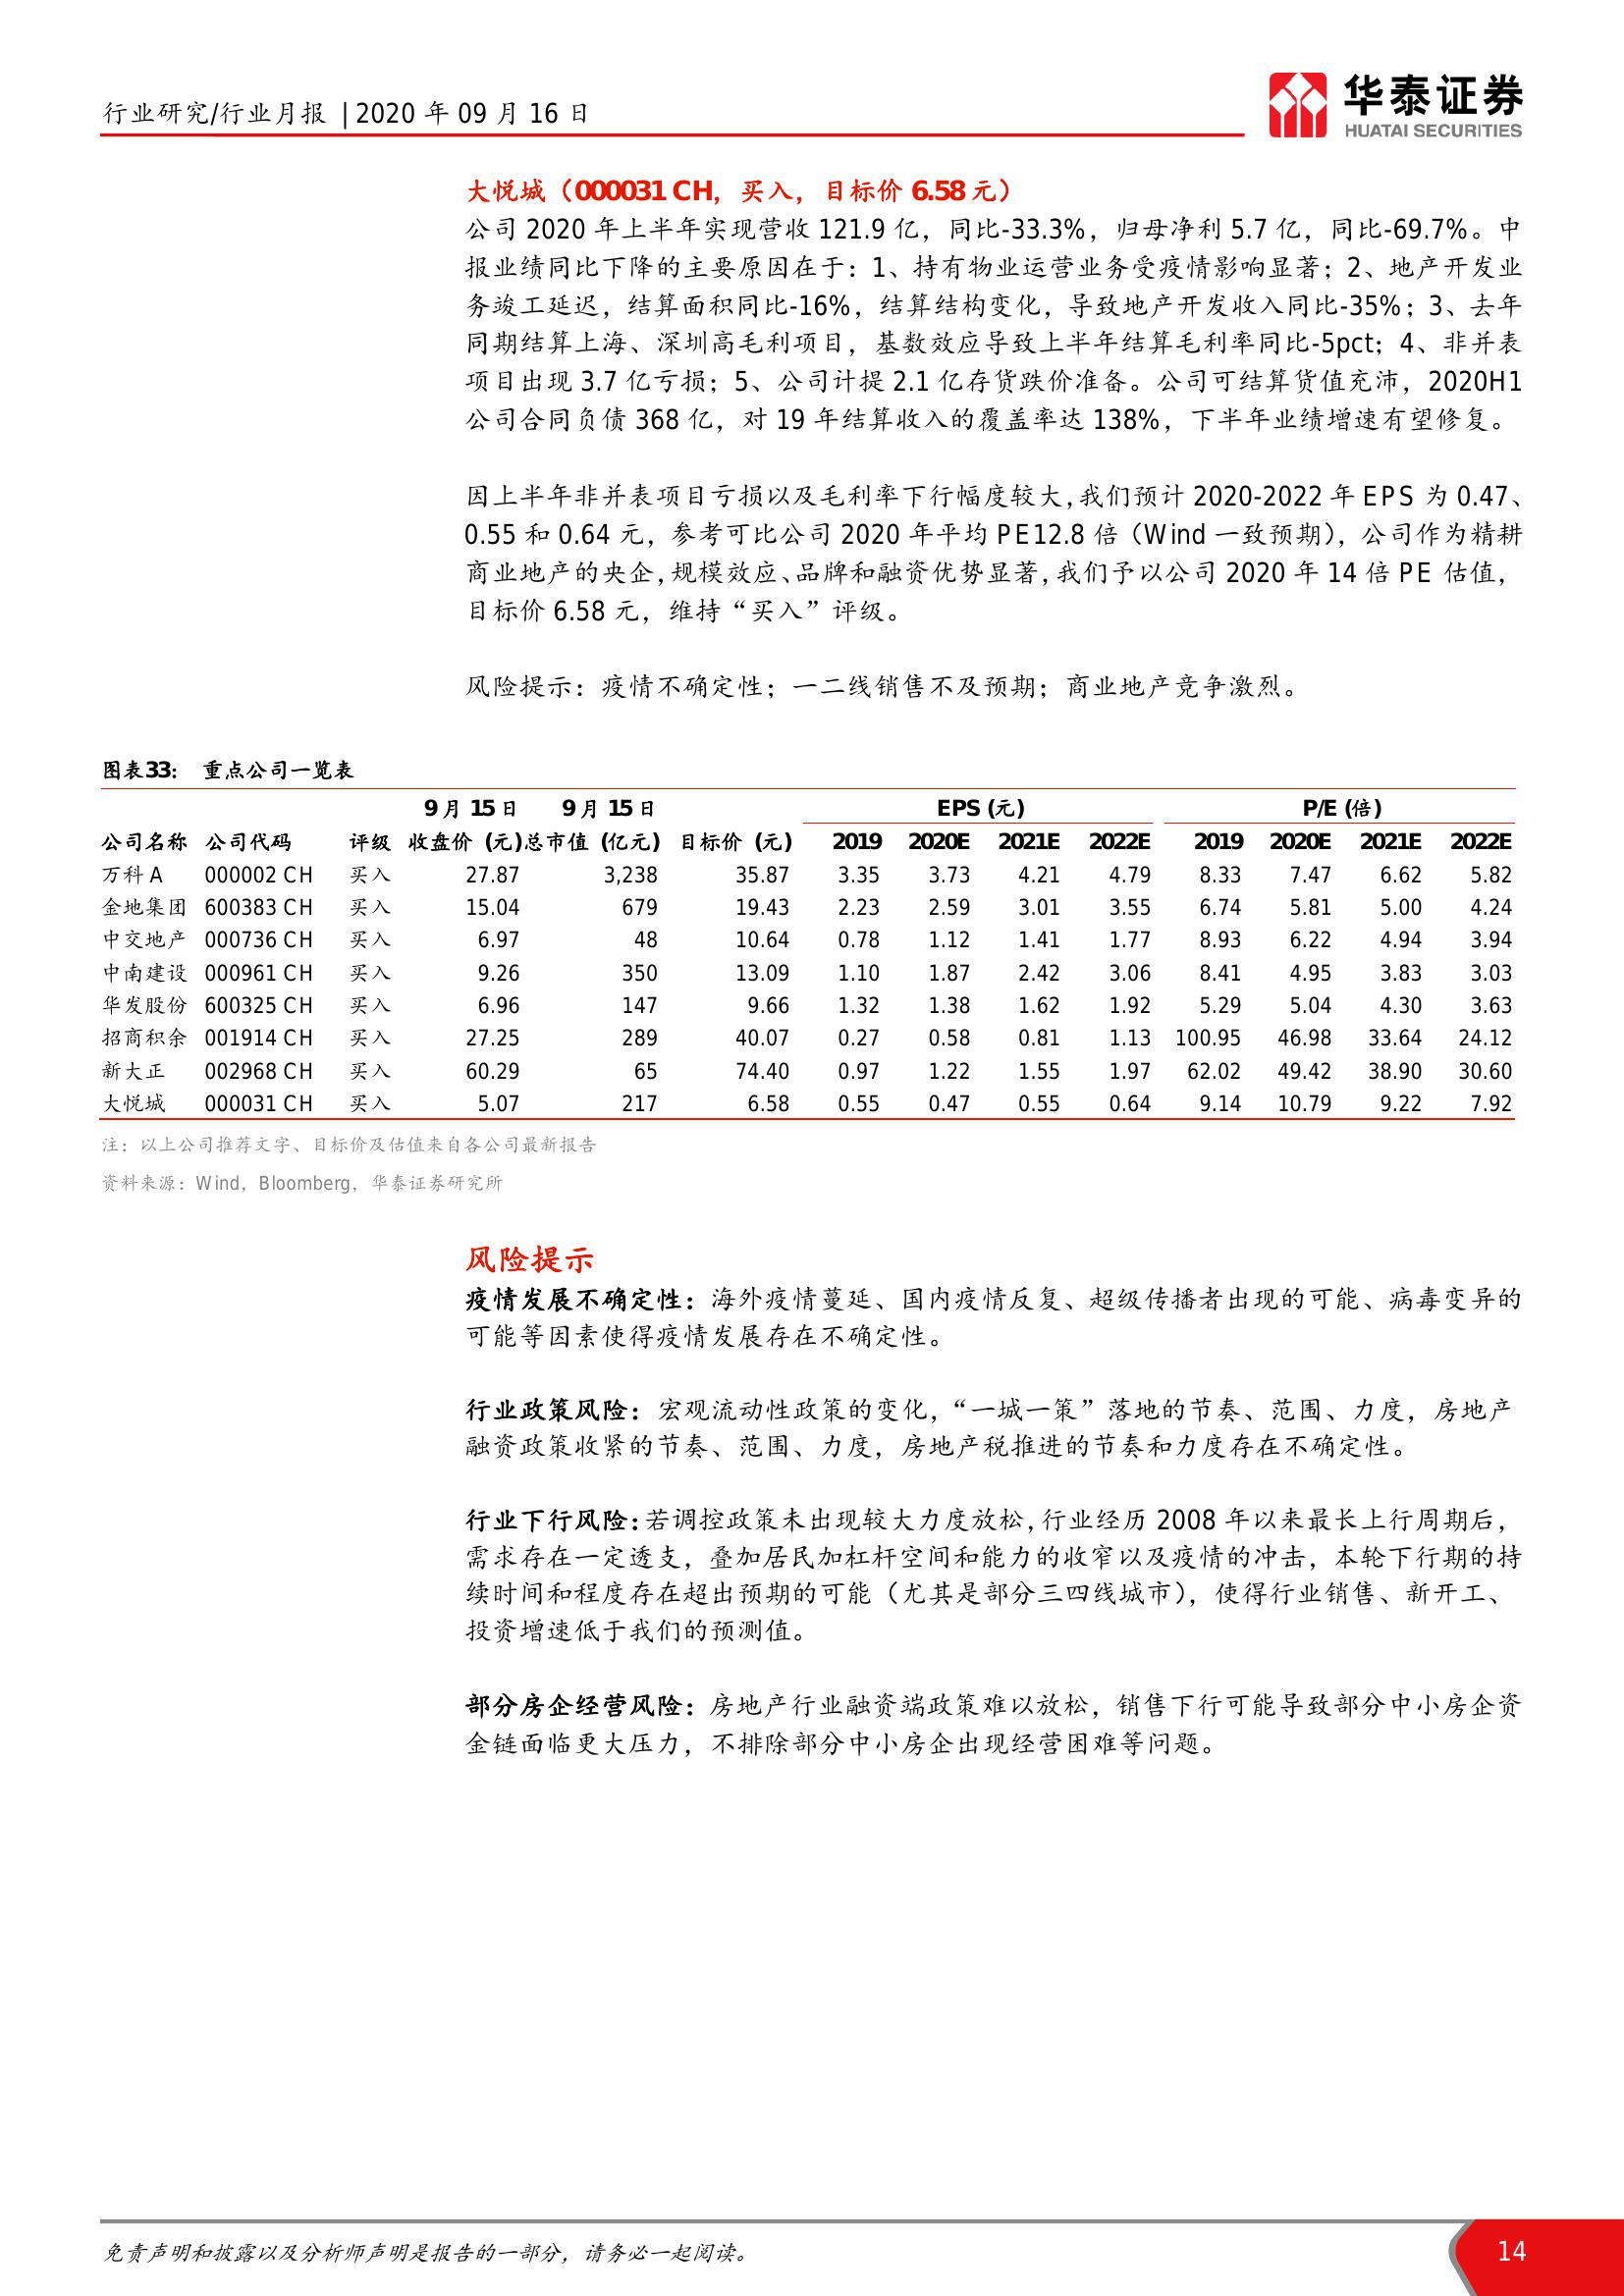 行业研究/行业月报 | 2020 年 09 月 16 日
华泰证券
HUATAI SECURITIES
大悦城（000031 CH，买入，目标价 6.58 元）
公司 2020 年上半年实现营收 121.9 亿，同比-33.3%，归母净利 5.7 亿，同比-69.7%。中
报业绩同比下降的主要原因在于：1、持有物业运营业务受疫情影响显著；2、地产开发业
务竣工延迟，结算面积同比-16%，结算结构变化，导致地产开发收入同比-35%；3、去年
同期结算上海、深圳高毛利项目，基数效应导致上半年结算毛利率同比-5pct；4、非并表
项目出现 3.7 亿亏损；5、公司计提 2.1 亿存货跌价准备。公司可结算货值充沛，2020H1
公司合同负债 368 亿，对 19 年结算收入的覆盖率达 138%，下半年业绩增速有望修复。
因上半年非并表项目亏损以及毛利率下行幅度较大，我们预计 2020-2022 年 EPS 为 0.47、
0.55 和 0.64 元，参考可比公司 2020 年平均 PE12.8 倍（Wind 一致预期），公司作为精耕
商业地产的央企，规模效应、品牌和融资优势显著，我们予以公司 2020 年 14 倍 PE 估值，
目标价 6.58 元，维持“买入”评级。
风险提示：疫情不确定性；一二线销售不及预期；商业地产竞争激烈。
图表33： 重点公司一览表
9 月 15 日 9 月 15 日 EPS (元) P/E (倍)
公司名称 公司代码 评级 收盘价 (元) 总市值 (亿元) 目标价 (元) 2019 2020E 2021E 2022E 2019 2020E 2021E 2022E
万科 A 000002 CH 买入 27.87 3,238 35.87 3.35 3.73 4.21 4.79 8.33 7.47 6.62 5.82
金地集团 600383 CH 买入 15.04 679 19.43 2.23 2.59 3.01 3.55 6.74 5.81 5.00 4.24
中交地产 000736 CH 买入 6.97 48 10.64 0.78 1.12 1.41 1.77 8.93 6.22 4.94 3.94
中南建设 000961 CH 买入 9.26 350 13.09 1.10 1.87 2.42 3.06 8.41 4.95 3.83 3.03
华发股份 600325 CH 买入 6.96 147 9.66 1.32 1.38 1.62 1.92 5.29 5.04 4.30 3.63
招商积余 001914 CH 买入 27.25 289 40.07 0.27 0.58 0.81 1.13 100.95 46.98 33.64 24.12
新大正 002968 CH 买入 60.29 65 74.40 0.97 1.22 1.55 1.97 62.02 49.42 38.90 30.60
大悦城 000031 CH 买入 5.07 217 6.58 0.55 0.47 0.55 0.64 9.14 10.79 9.22 7.92
注：以上公司推荐文字、目标价及估值来自各公司最新报告
资料来源：Wind，Bloomberg，华泰证券研究所
风险提示
疫情发展不确定性：海外疫情蔓延、国内疫情反复、超级传播者出现的可能、病毒变异的
可能等因素使得疫情发展存在不确定性。
行业政策风险：宏观流动性政策的变化，“一城一策”落地的节奏、范围、力度，房地产
融资政策收紧的节奏、范围、力度，房地产税推进的节奏和力度存在不确定性。
行业下行风险：若调控政策未出现较大力度放松，行业经历 2008 年以来最长上行周期后，
需求存在一定透支，叠加居民加杠杆空间和能力的收窄以及疫情的冲击，本轮下行期的持
续时间和程度存在超出预期的可能（尤其是部分三四线城市），使得行业销售、新开工、
投资增速低于我们的预测值。
部分房企经营风险：房地产行业融资端政策难以放松，销售下行可能导致部分中小房企资
金链面临更大压力，不排除部分中小房企出现经营困难等问题。
免责声明和披露以及分析师声明是报告的一部分，请务必一起阅读。
14